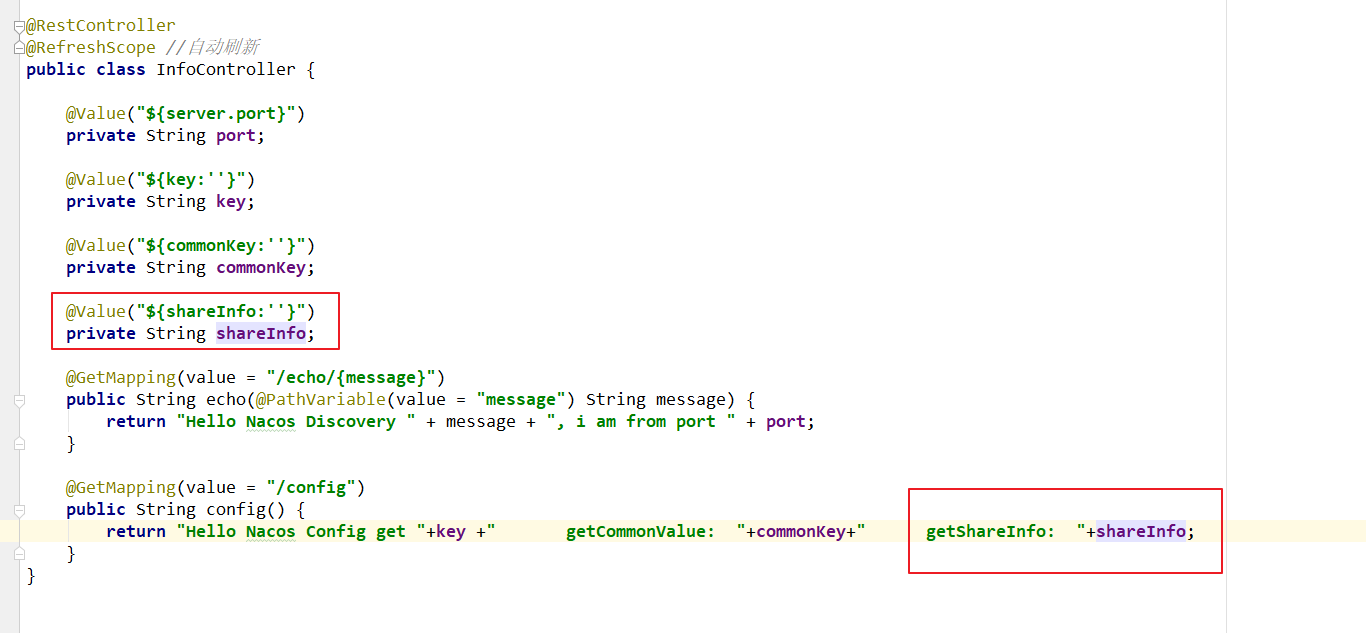 @RestController
@RefreshScope //自动刷新
public class InfoController {
@Value("${server.port}")
private String port;
@Value("${key:''}")
private String key;
@Value("${commonKey:''}")
private String commonKey;
@Value("${shareInfo:''}")
private String shareInfo;
@GetMapping(value = "/echo/{message}")
public String echo(@PathVariable(value = "message") String message) {
return "Hello Nacos Discovery " + message + ", i am from port " + port;
}
@GetMapping(value = "/config")
public String config() {
return "Hello Nacos Config get "+key +"       getCommonValue:  "+commonKey+"      getShareInfo:  "+shareInfo;
}
}